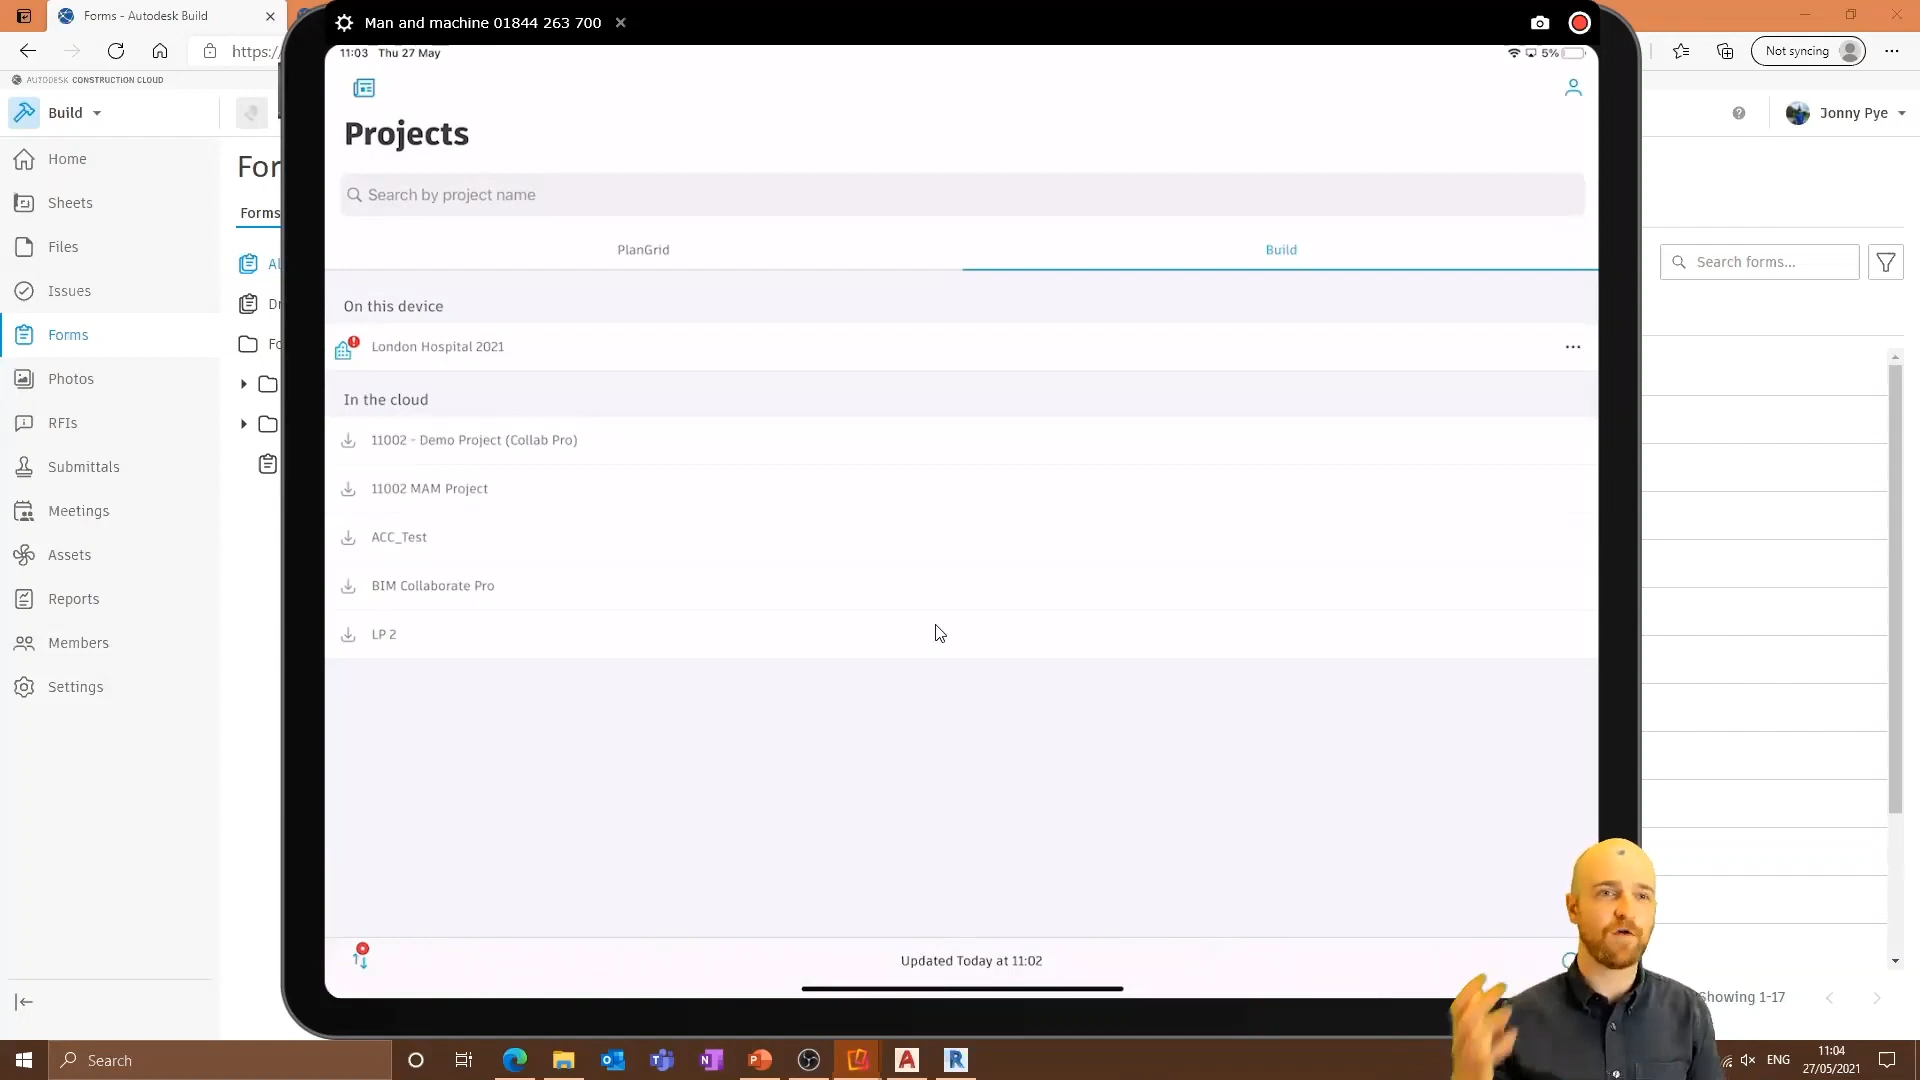 Forms - Autodesk Build
Man and machine 01844 263 700
https:/
Not syncing
11:03 Thu 27 May
5%
AUTODESK CONSTRUCTION CLOUD
Build
Jonny Pye
Projects
Home
Sheets
Files
Issues
Forms
Photos
RFIs
Submittals
Meetings
Assets
Reports
Members
Settings
For
Forms
Al
Dr
Fo
Search by project name
PlanGrid
Build
On this device
London Hospital 2021
In the cloud
11002 - Demo Project (Collab Pro)
11002 MAM Project
ACC_Test
BIM Collaborate Pro
LP 2
Updated Today at 11:02
Search forms...
Showing 1-17
Search
ENG
11:04
27/05/2021